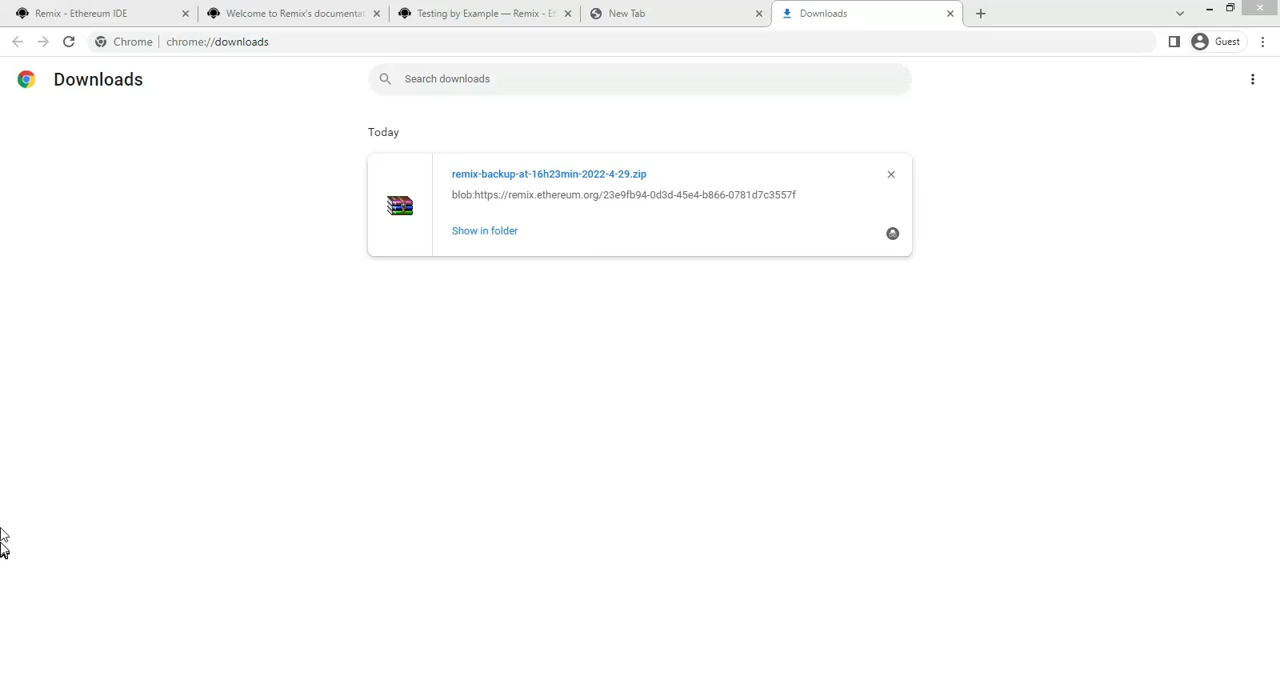 Remix - Ethereum IDE
Welcome to Remix's documenta
Testing by Example — Remix - Et
New Tab
Downloads
Chrome
chrome://downloads
Guest
Downloads
Search downloads
Today
remix-backup-at-16h23min-2022-4-29.zip
blob:https://remix.ethereum.org/23e9fb94-0d3d-45e4-b866-0781d7c3557f
Show in folder